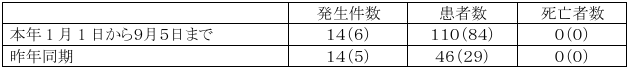 発生件数 患者数 死亡者数
本年１月１日から9月5日まで 14(6) 110(84) 0(0)
昨年同期 14(5) 46(29) 0(0)